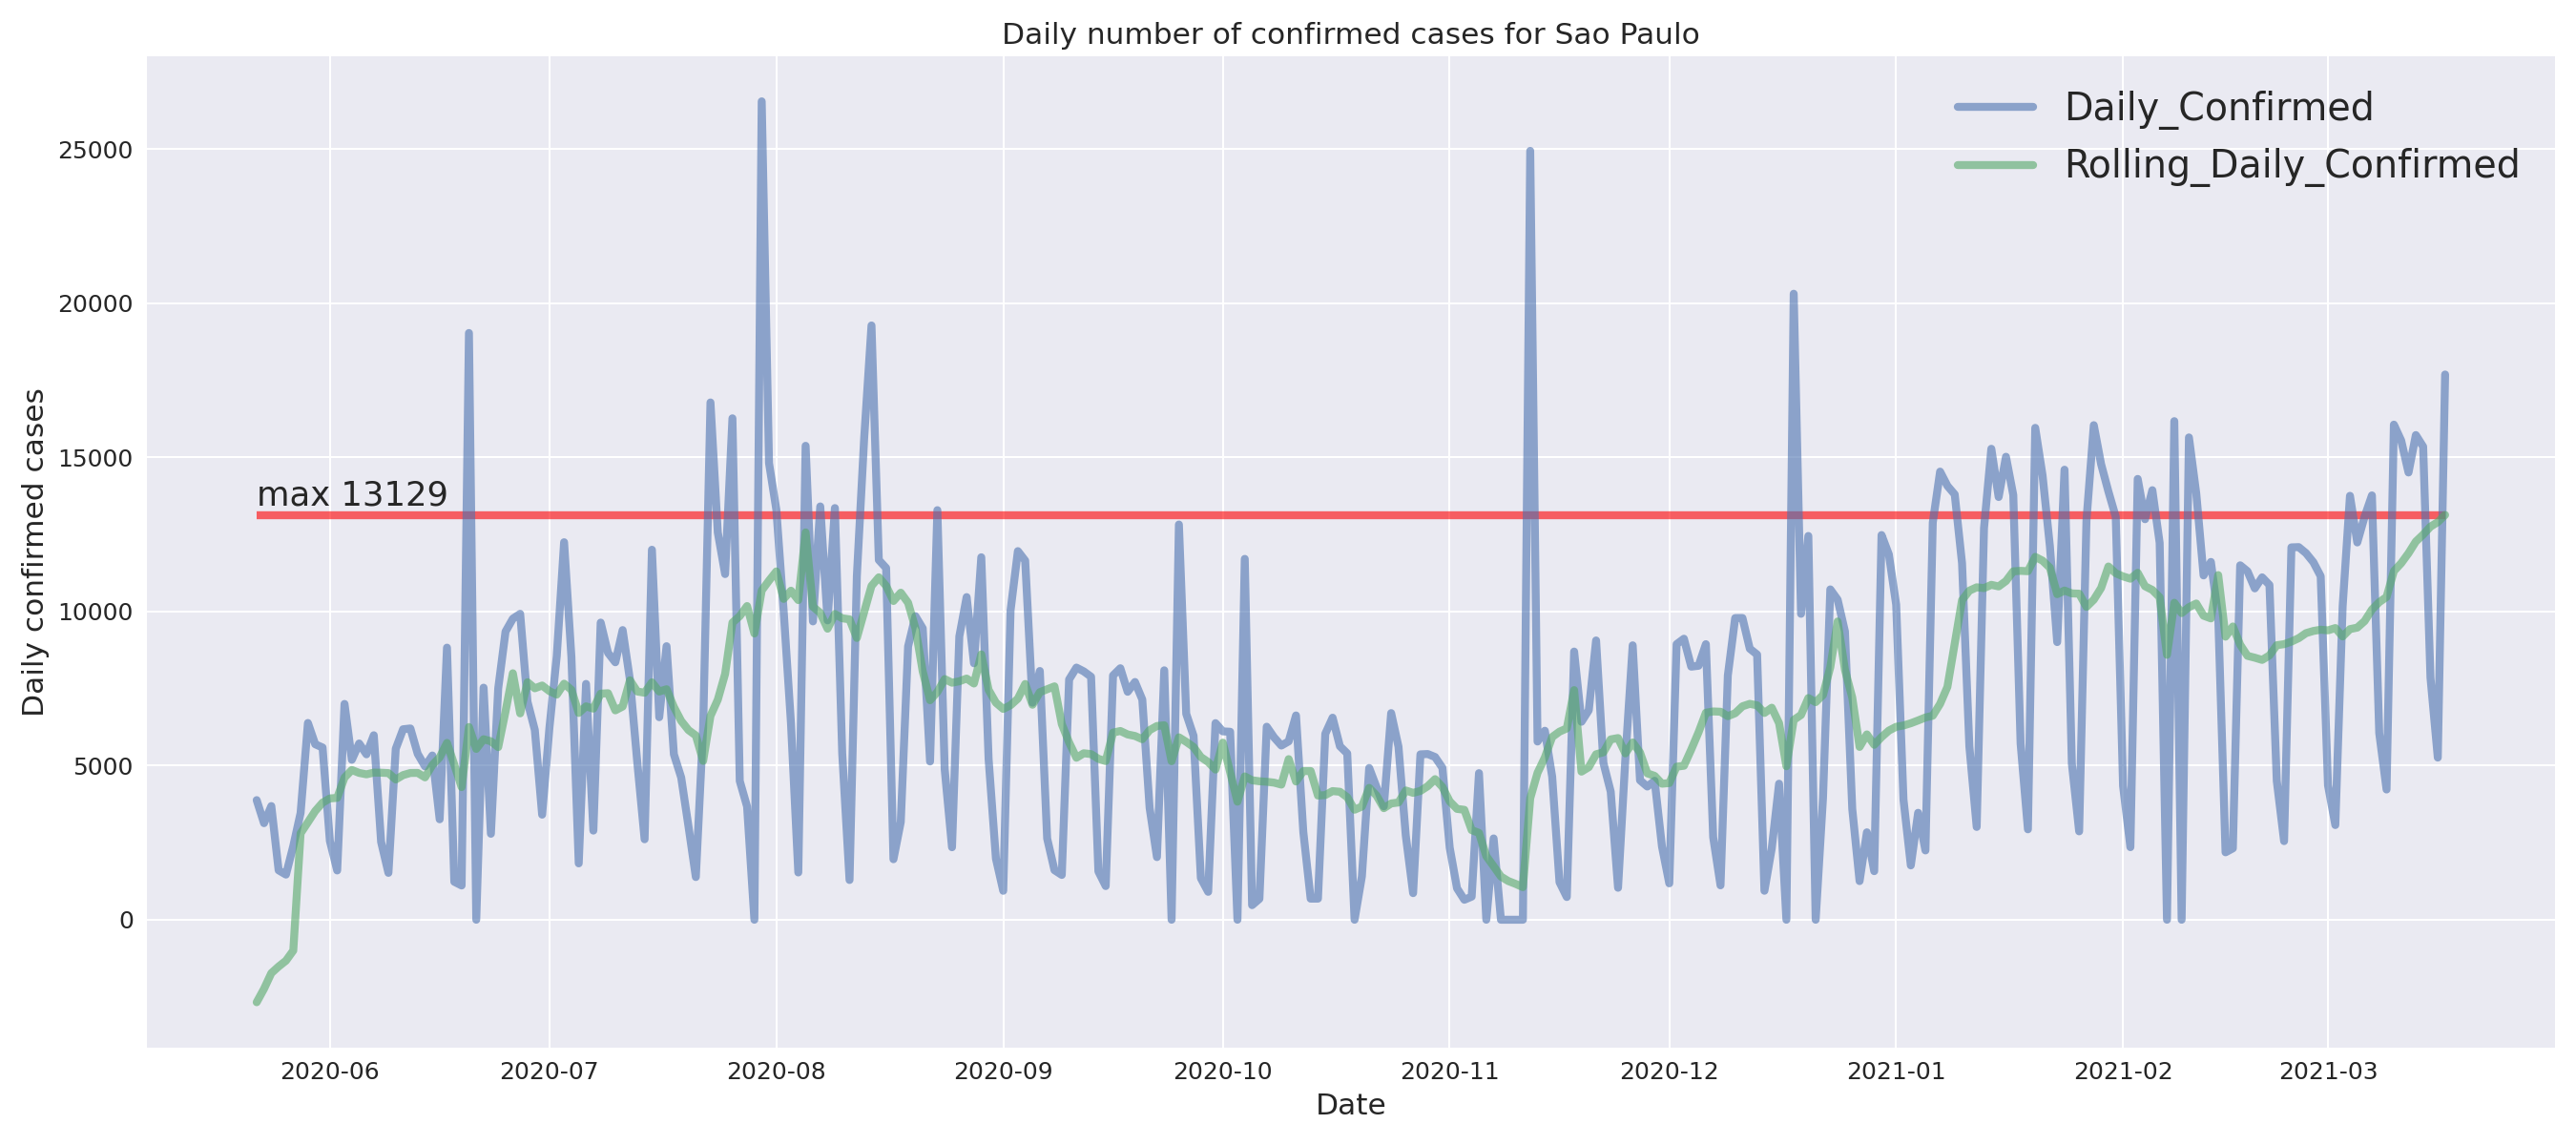 Daily number of confirmed cases for Sao Paulo
Daily_Confirmed
Rolling_Daily_Confirmed
max 13129
Daily confirmed cases
25000
20000
15000
10000
5000
0
2020-06 2020-07 2020-08 2020-09 2020-10 2020-11 2020-12 2021-01 2021-02 2021-03
Date